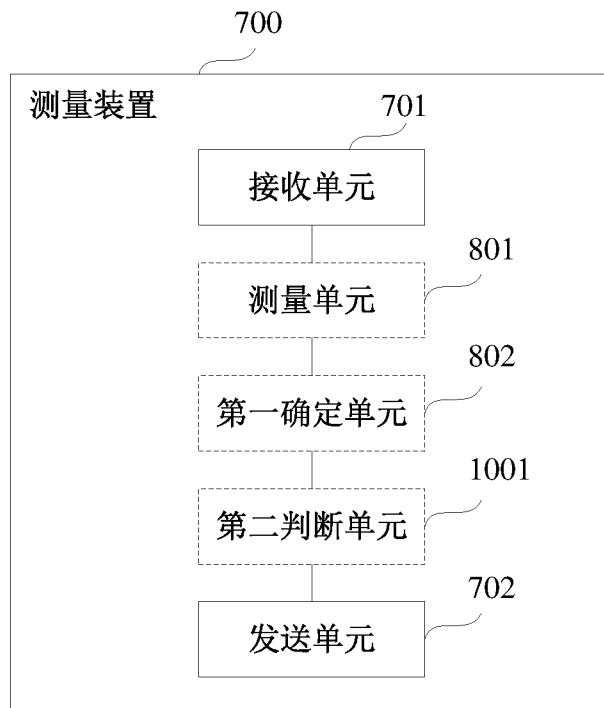 700
测量装置
701
接收单元
801
测量单元
802
第一确定单元
1001
第二判断单元
702
发送单元